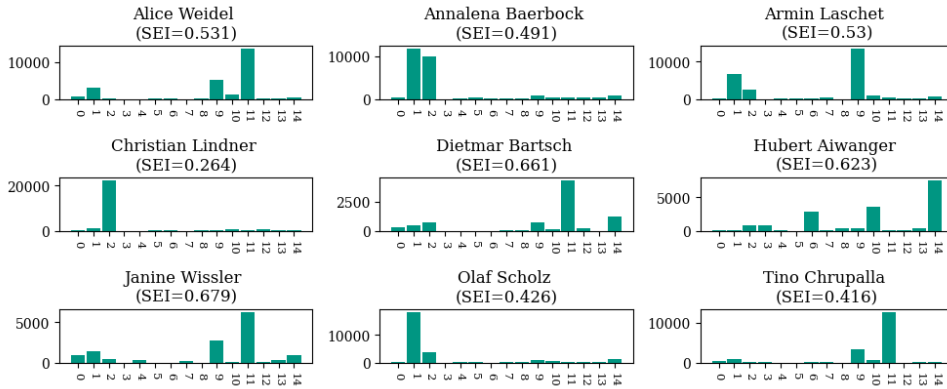 Alice Weidel Annalena Baerbock Armin Laschet
(SEI=0.531) (SEI=0.491) (SEI=0.53)
10000 10000 10000
0 0 0
0 1 2 3 4 5 6 7 8 9 10 11 12 13 14 0 1 2 3 4 5 6 7 8 9 10 11 12 13 14 0 1 2 3 4 5 6 7 8 9 10 11 12 13 14
Christian Lindner Dietmar Bartsch Hubert Aiwanger
(SEI=0.264) (SEI=0.661) (SEI=0.623)
20000 2500 5000
0 0 0
0 1 2 3 4 5 6 7 8 9 10 11 12 13 14 0 1 2 3 4 5 6 7 8 9 10 11 12 13 14 0 1 2 3 4 5 6 7 8 9 10 11 12 13 14
Janine Wissler Olaf Scholz Tino Chrupalla
(SEI=0.679) (SEI=0.426) (SEI=0.416)
5000 10000 10000
0 0 0
0 1 2 3 4 5 6 7 8 9 10 11 12 13 14 0 1 2 3 4 5 6 7 8 9 10 11 12 13 14 0 1 2 3 4 5 6 7 8 9 10 11 12 13 14